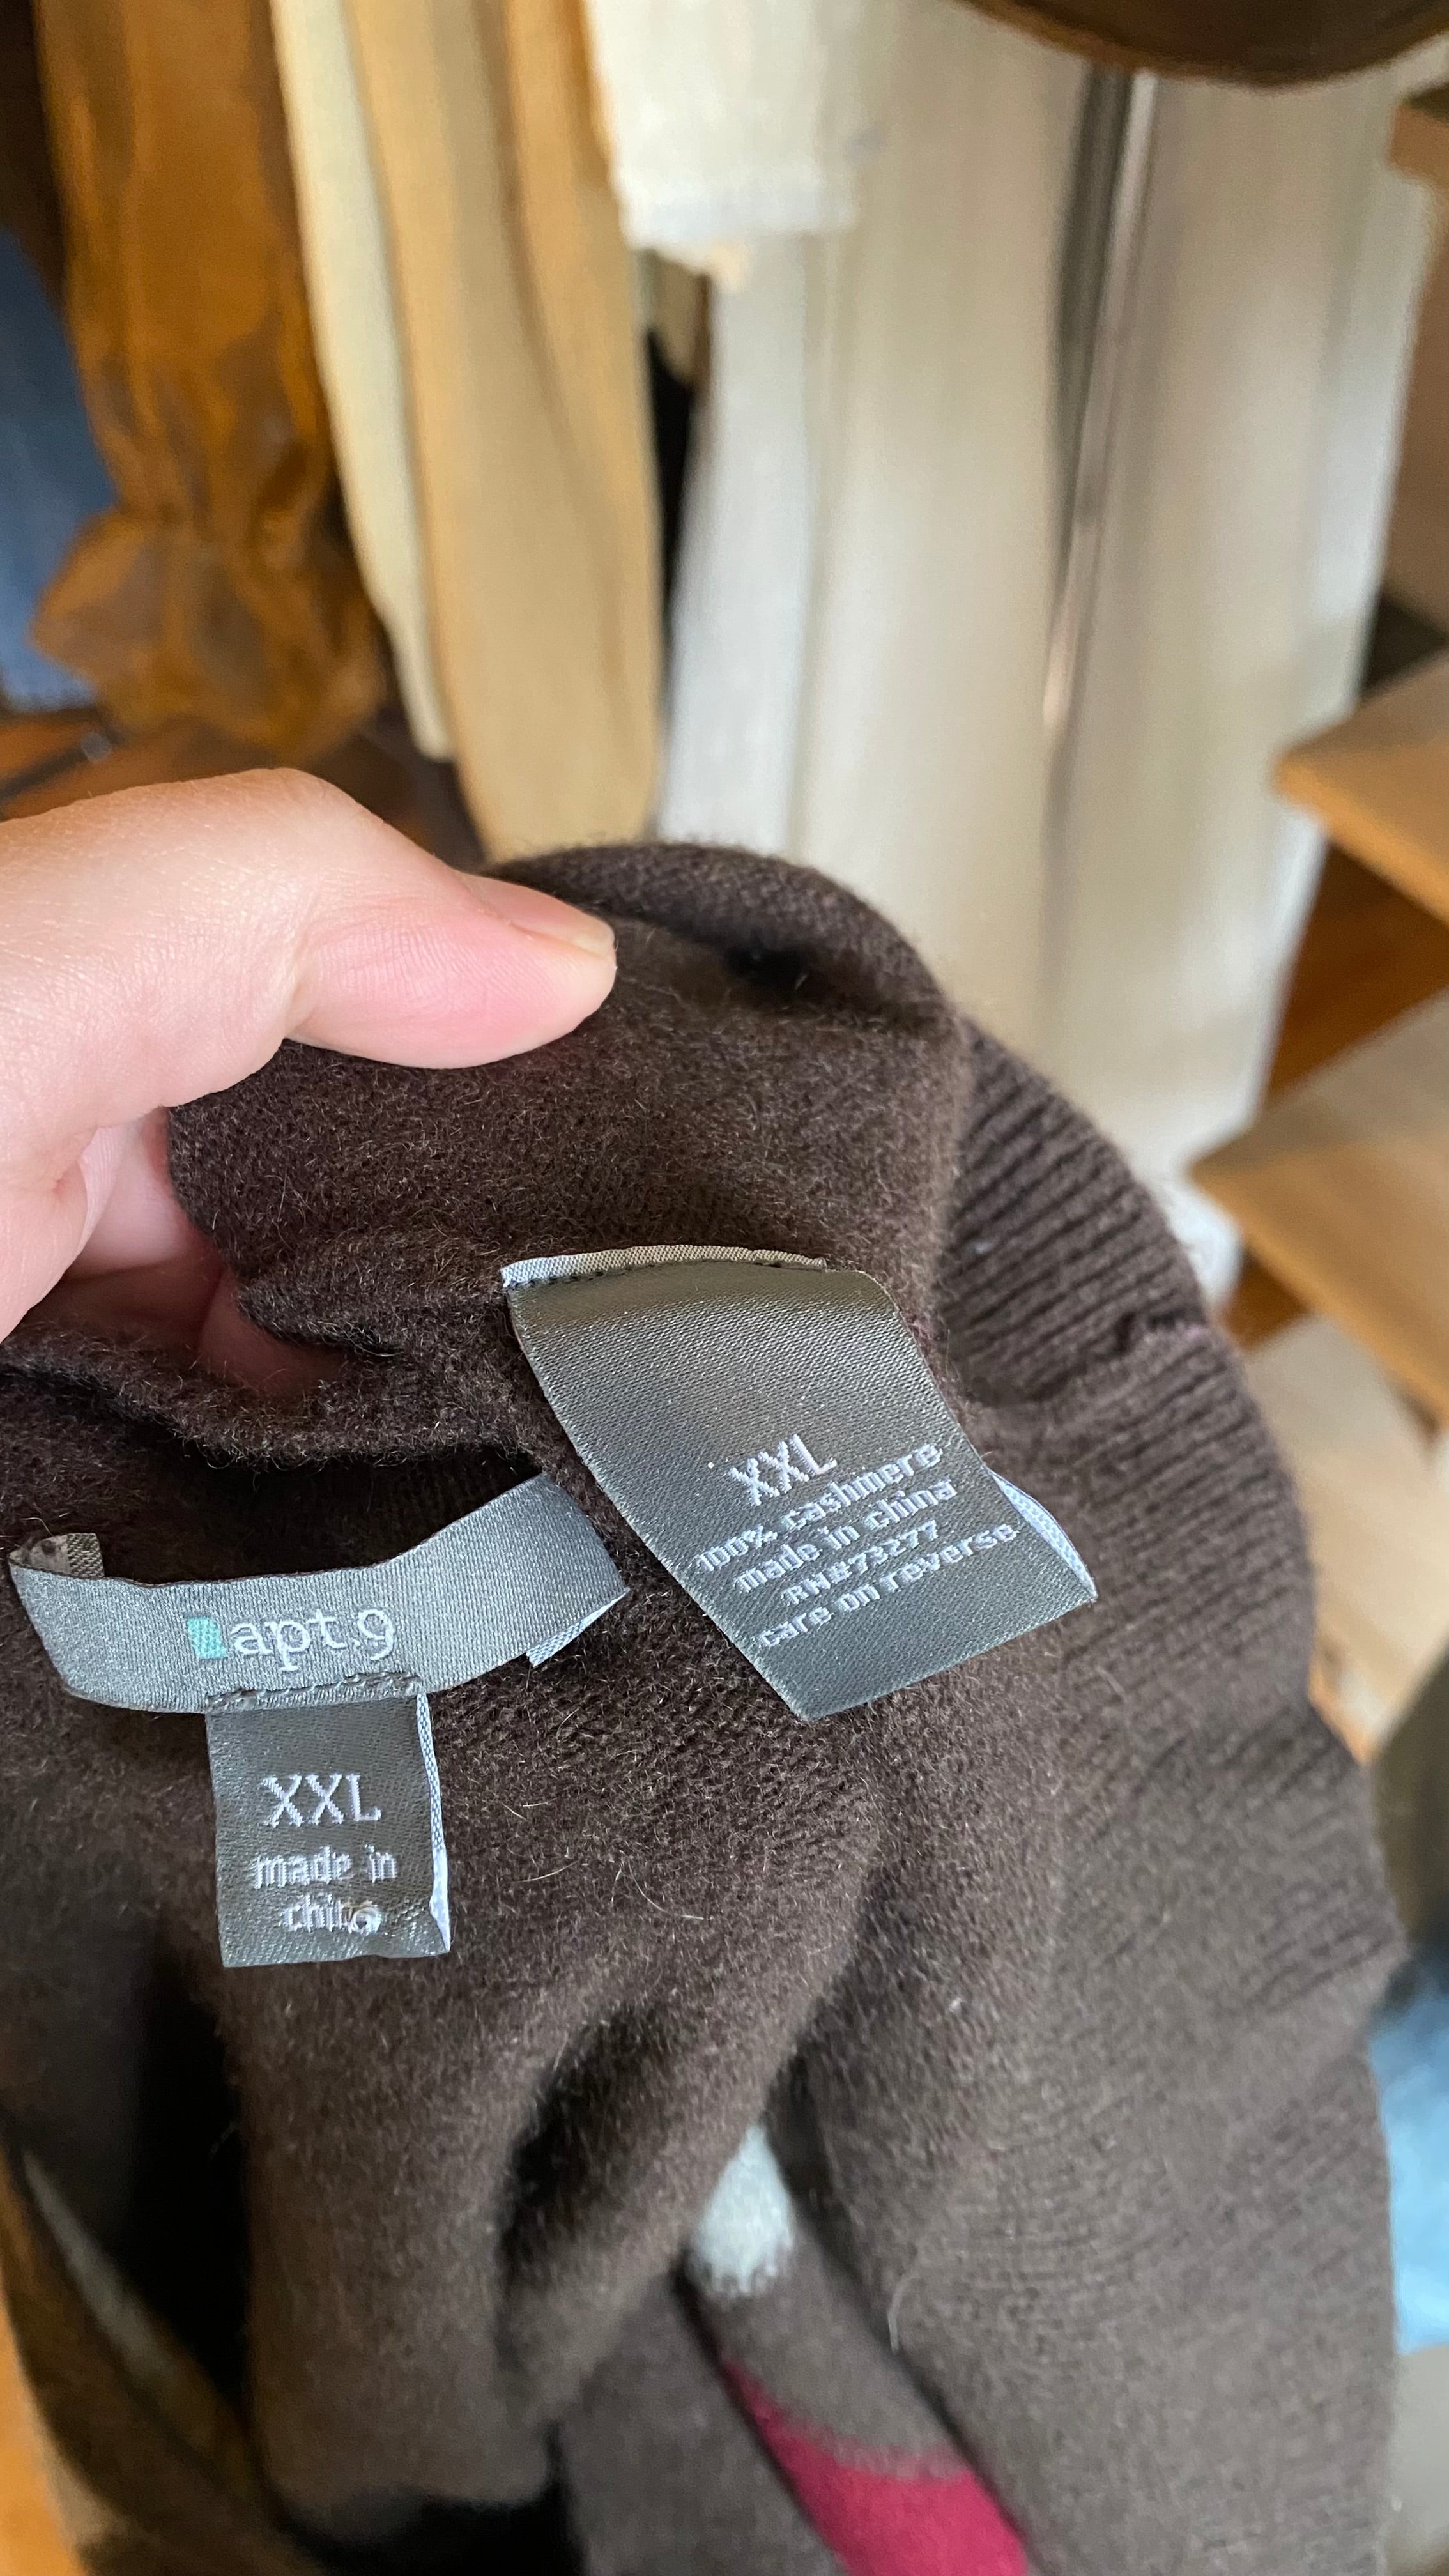 apt.9
XXL
made in
china
XXL
100% cashmere
made in china
RN#73277
care on reverse